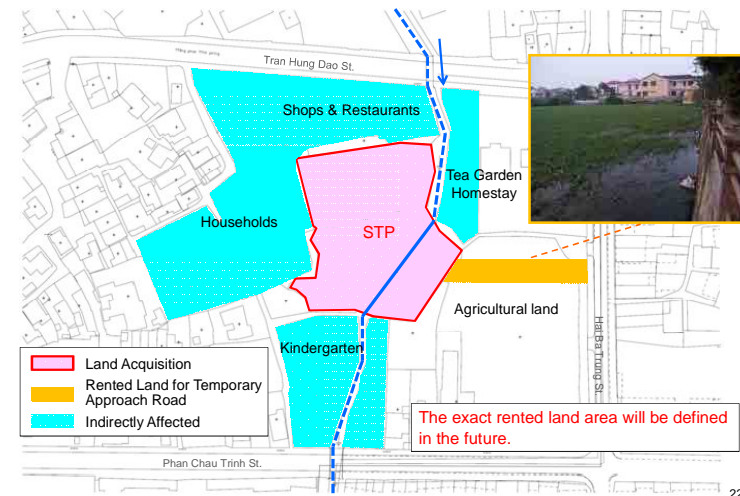 Tran Hung Dao St.
Shops & Restaurants
Tea Garden
Homestay
Households
STP
Agricultural land
Hai Ba Trung St.
Kindergarten
Land Acquisition
Rented Land for Temporary
Approach Road
Indirectly Affected
The exact rented land area will be defined
in the future.
Phan Chau Trinh St.